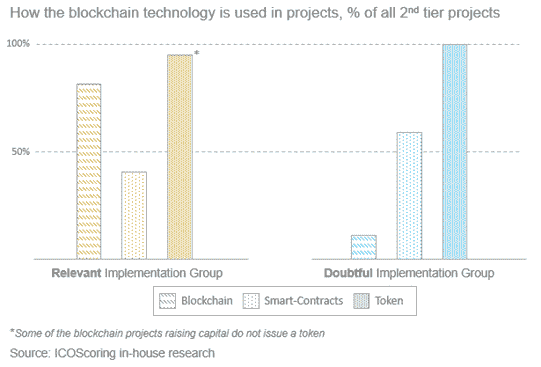 How the blockchain technology is used in projects, % of all 2nd tier projects
100%
*
50%
Relevant Implementation Group
Doubtful Implementation Group
Blockchain
Smart-Contracts
Token
*Some of the blockchain projects raising capital do not issue a token
Source: ICOScoring in-house research